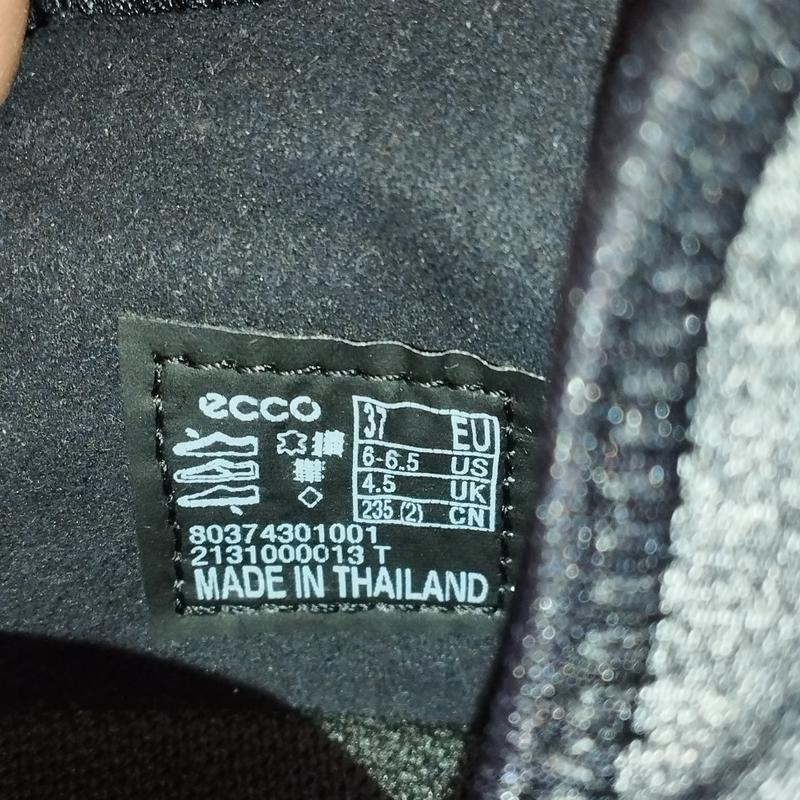 ecco
37 EU
6-6.5 US
4.5 UK
235 (2) CN
80374301001
2131000013 T
MADE IN THAILAND